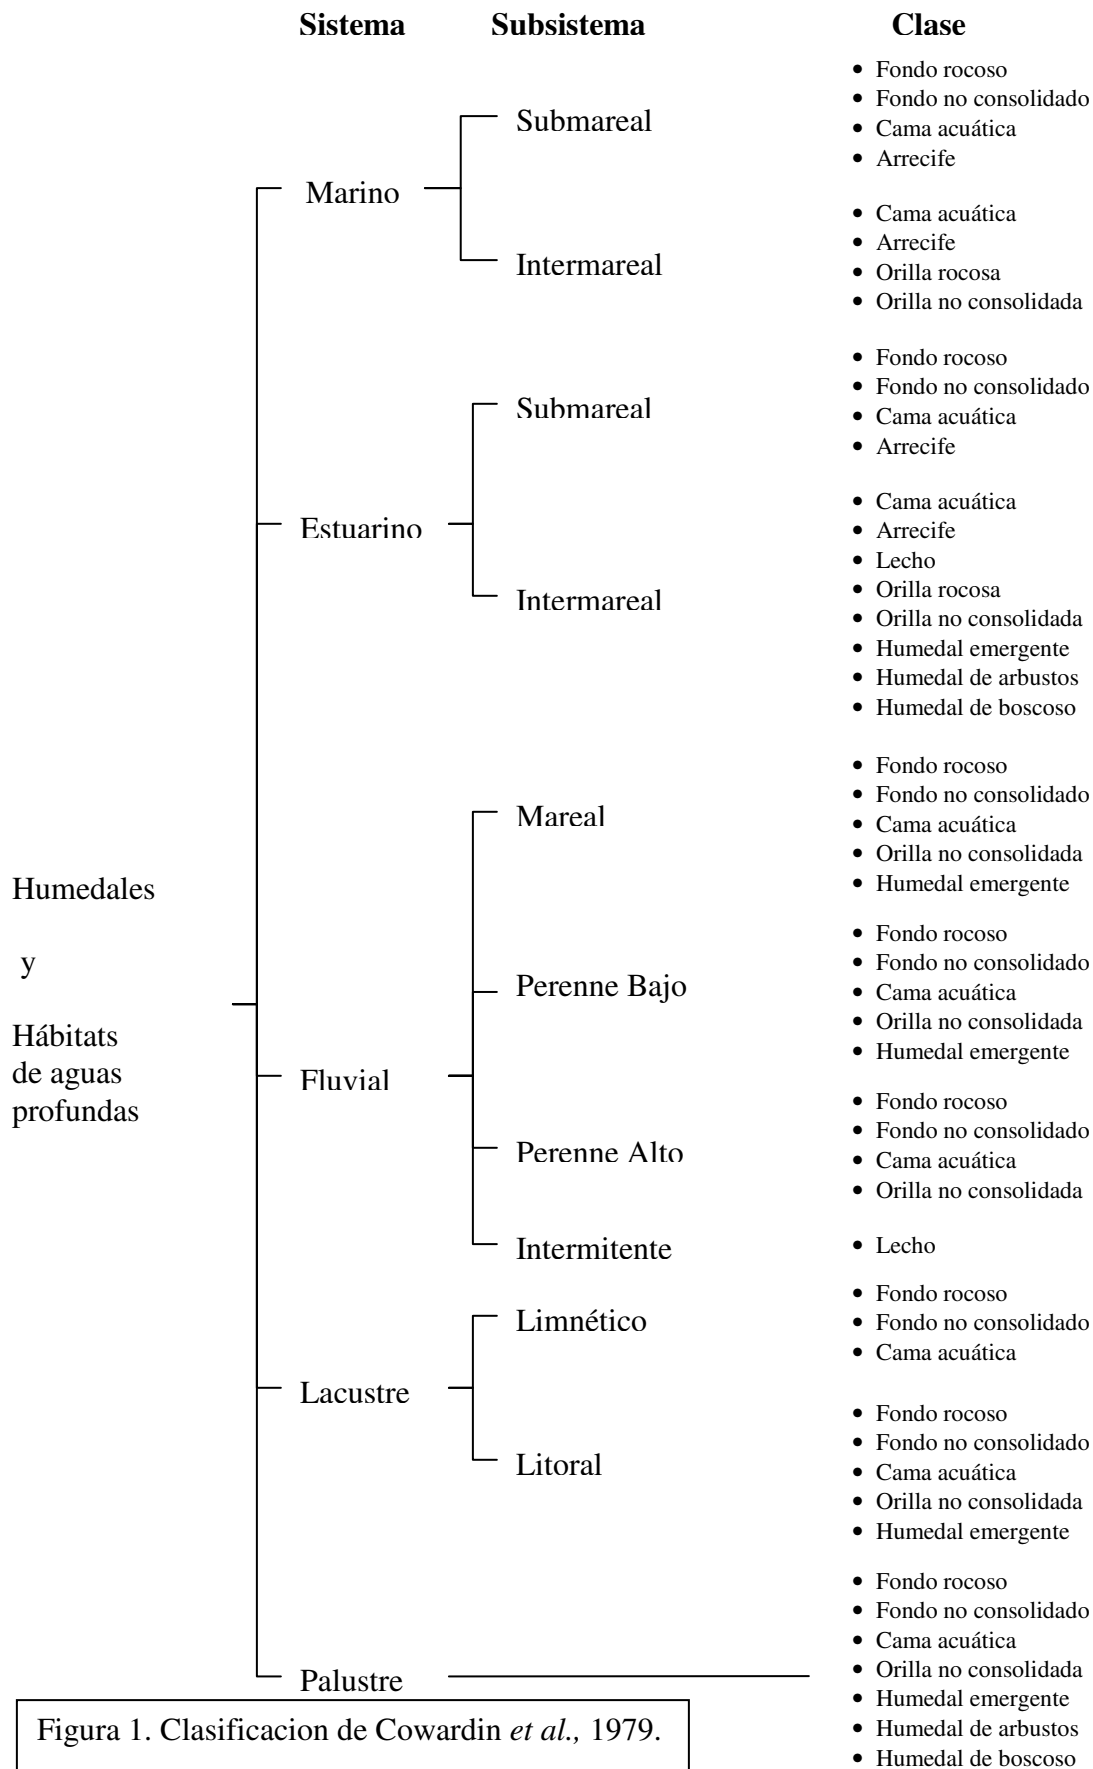 Sistema Subsistema Clase
• Fondo rocoso
• Fondo no consolidado
Submareal
• Cama acuática
• Arrecife
Marino
• Cama acuática
• Arrecife
Intermareal
• Orilla rocosa
• Orilla no consolidada
• Fondo rocoso
• Fondo no consolidado
Submareal
• Cama acuática
• Arrecife
Estuarino
• Cama acuática
• Arrecife
• Lecho
Intermareal
• Orilla rocosa
• Orilla no consolidada
• Humedal emergente
• Humedal de arbustos
• Humedal de boscoso
Humedales
y
Hábitats
de aguas
profundas
Fluvial
Mareal
• Fondo rocoso
• Fondo no consolidado
• Cama acuática
• Orilla no consolidada
• Humedal emergente
Perenne Bajo
• Fondo rocoso
• Fondo no consolidado
• Cama acuática
• Orilla no consolidada
• Humedal emergente
Perenne Alto
• Fondo rocoso
• Fondo no consolidado
• Cama acuática
• Orilla no consolidada
Intermitente
• Lecho
Lacustre
Limnético
• Fondo rocoso
• Fondo no consolidado
• Cama acuática
Litoral
• Fondo rocoso
• Fondo no consolidado
• Cama acuática
• Orilla no consolidada
• Humedal emergente
Palustre
• Fondo rocoso
• Fondo no consolidado
• Cama acuática
• Orilla no consolidada
• Humedal emergente
• Humedal de arbustos
• Humedal de boscoso
Figura 1. Clasificacion de Cowardin et al., 1979.